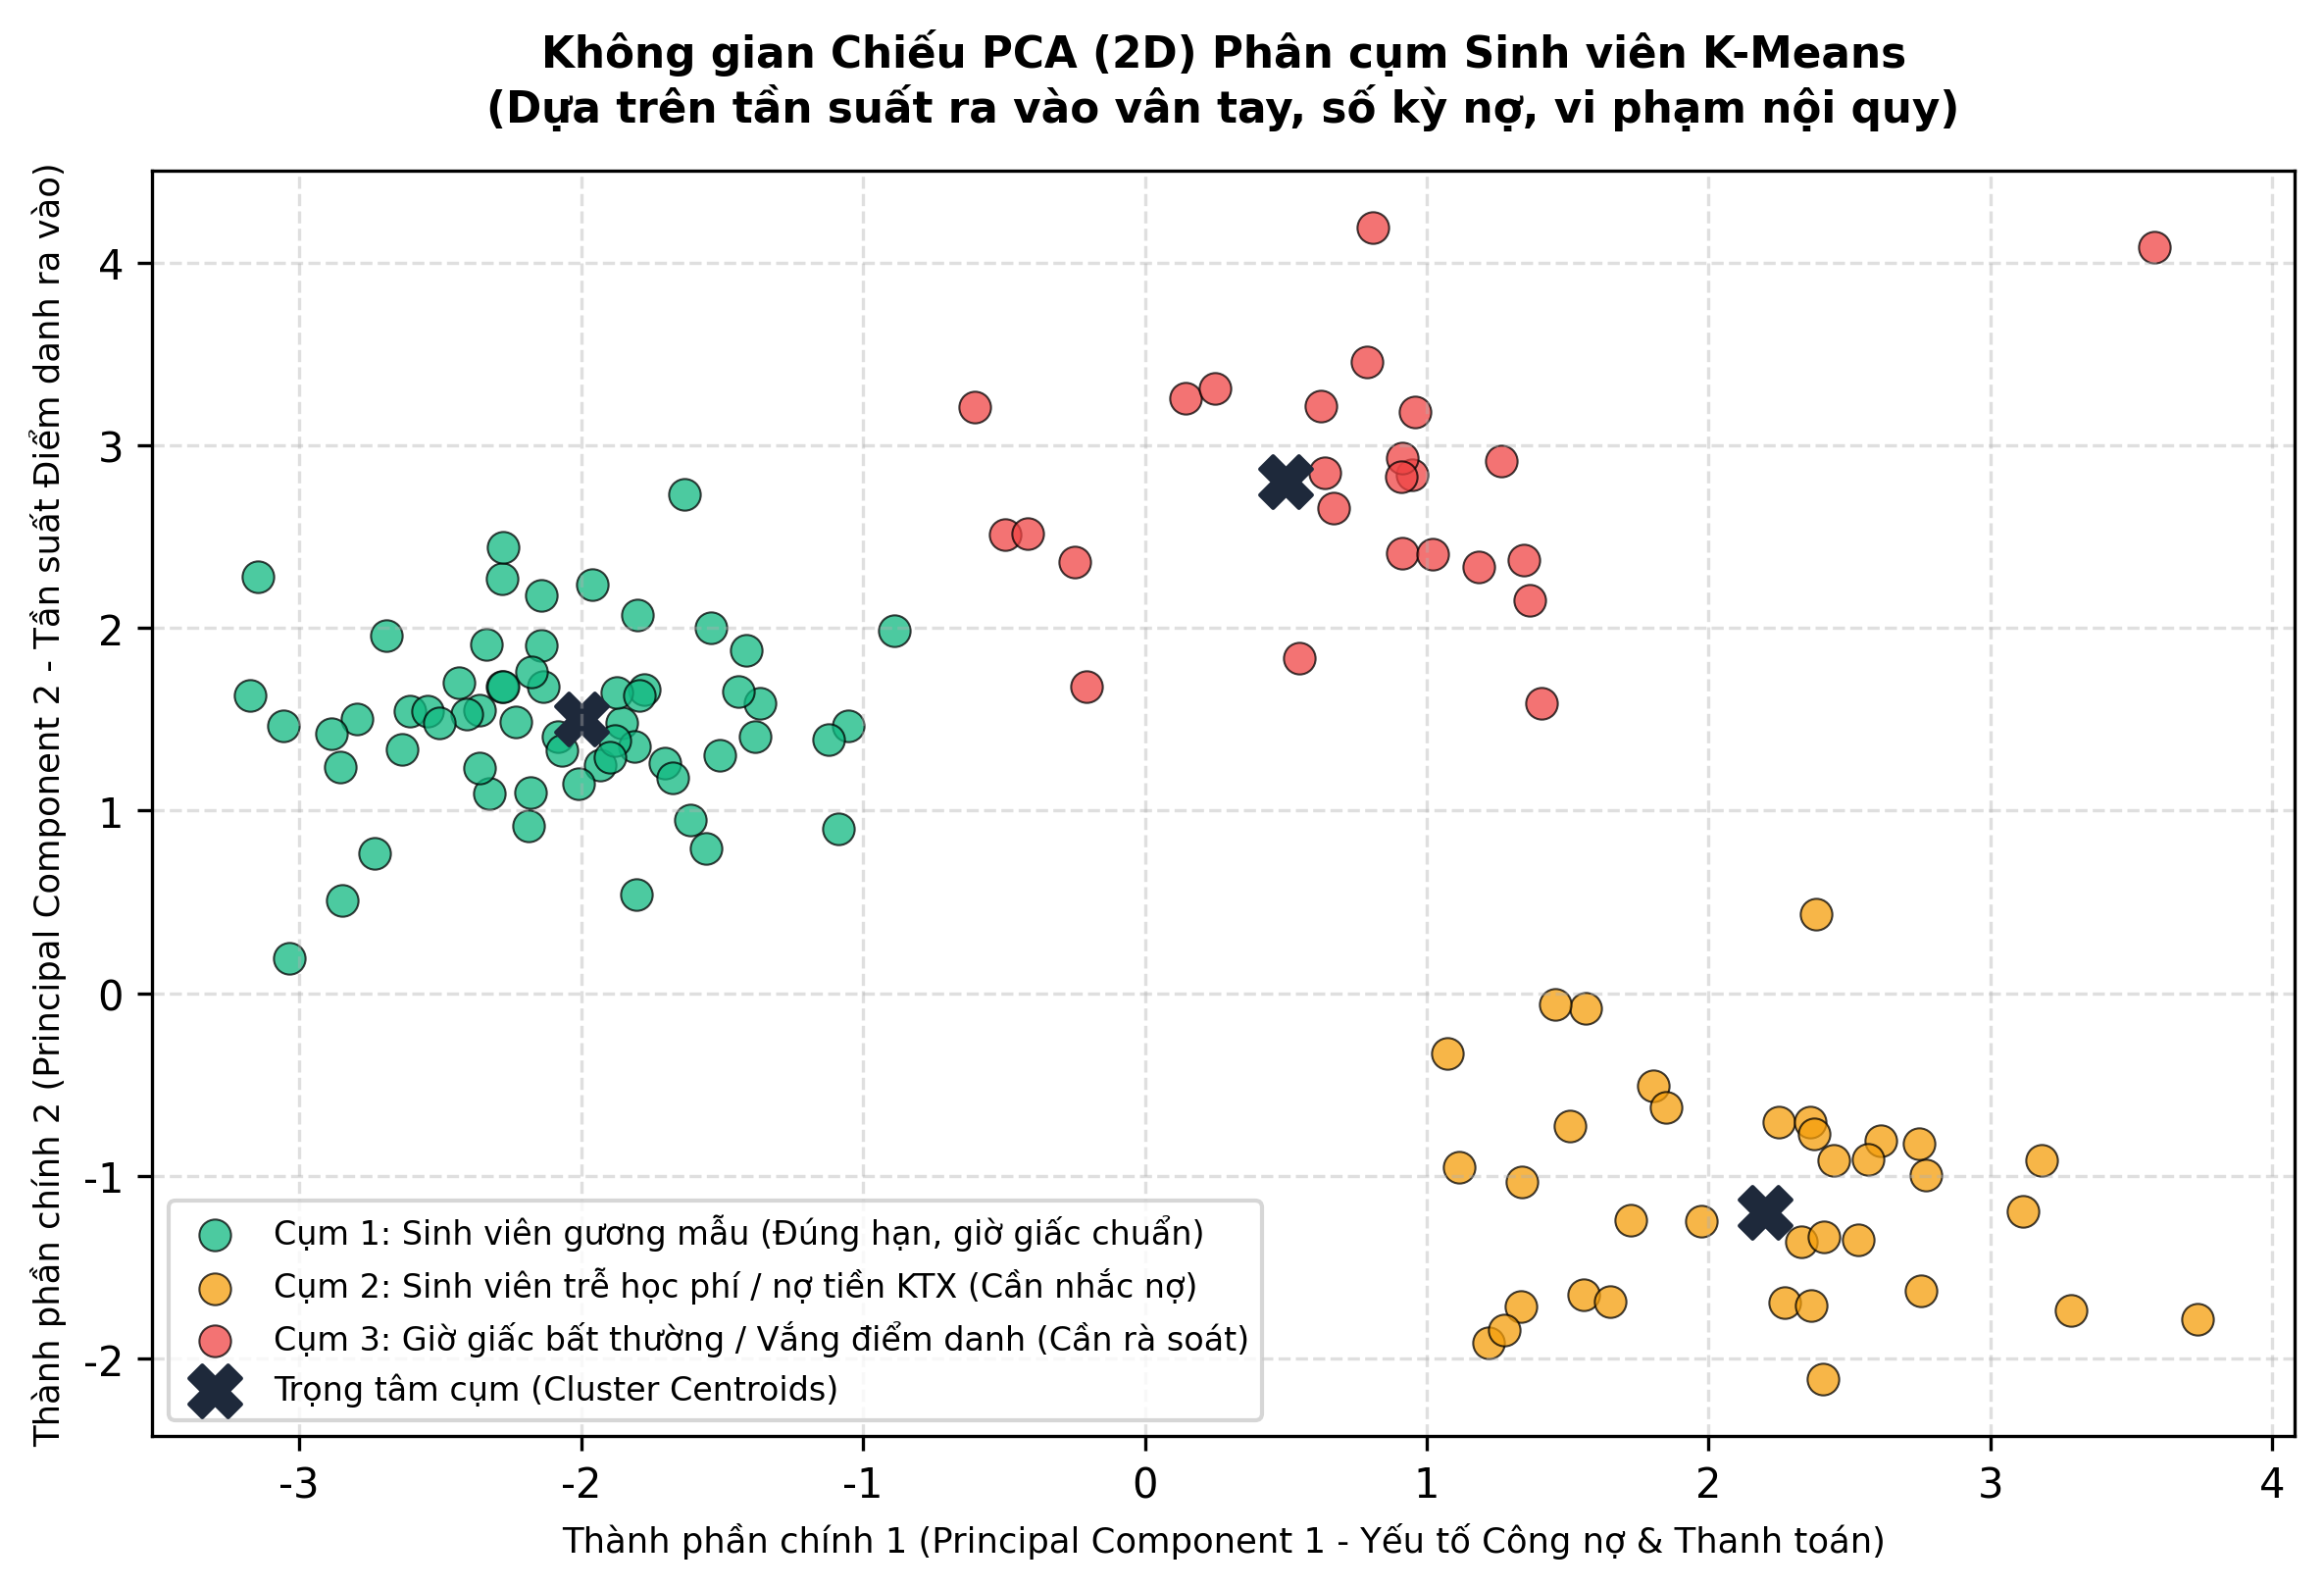 Không gian Chiếu PCA (2D) Phân cụm Sinh viên K-Means
(Dựa trên tần suất ra vào vân tay, số kỳ nợ, vi phạm nội quy)
Thành phần chính 2 (Principal Component 2 - Tần suất Điểm danh ra vào)
4
3
2
1
0
-1
-2
Cụm 1: Sinh viên gương mẫu (Đúng hạn, giờ giấc chuẩn)
Cụm 2: Sinh viên trễ học phí / nợ tiền KTX (Cần nhắc nợ)
Cụm 3: Giờ giấc bất thường / Vắng điểm danh (Cần rà soát)
Trọng tâm cụm (Cluster Centroids)
-3 -2 -1 0 1 2 3 4
Thành phần chính 1 (Principal Component 1 - Yếu tố Công nợ & Thanh toán)